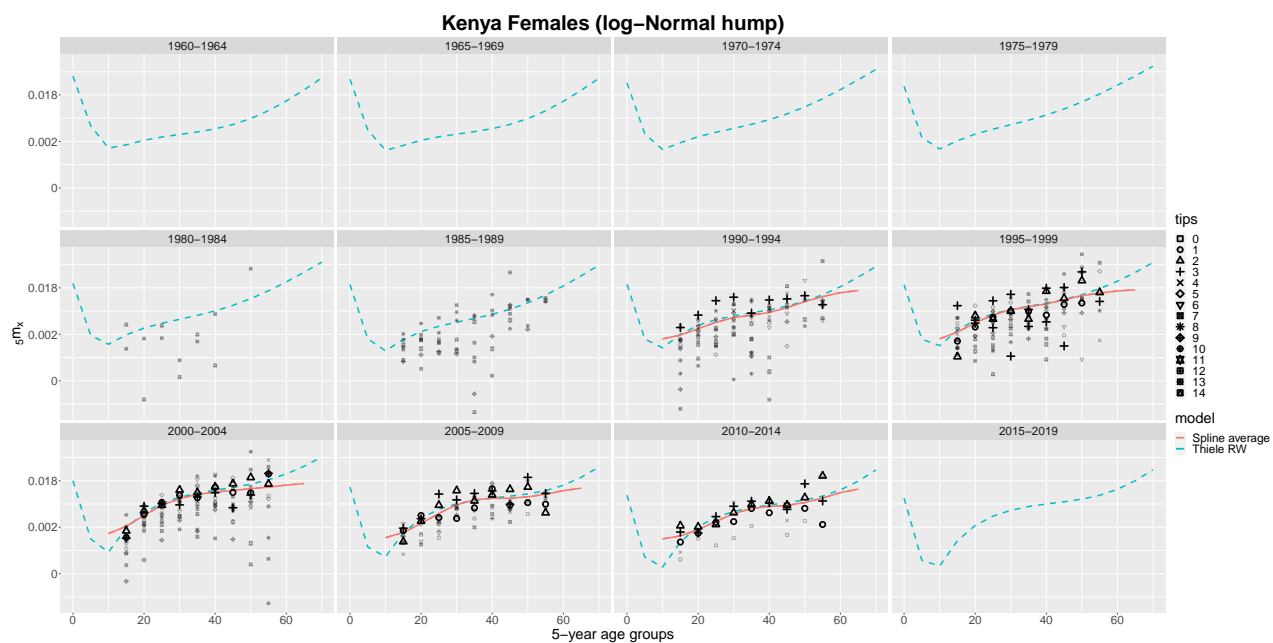 Kenya Females (log−Normal hump)
1960−1964 1965−1969 1970−1974 1975−1979
0.018
0.002
0
1980−1984 1985−1989 1990−1994 1995−1999
0.018
0.002
0
2000−2004 2005−2009 2010−2014 2015−2019
0.018
0.002
0
0 20 40 60 0 20 40 60 0 20 40 60 0 20 40 60
5−year age groups
5mx
tips
0
1
2
3
4
5
6
7
8
9
10
11
12
13
14
model
Spline average
Thiele RW